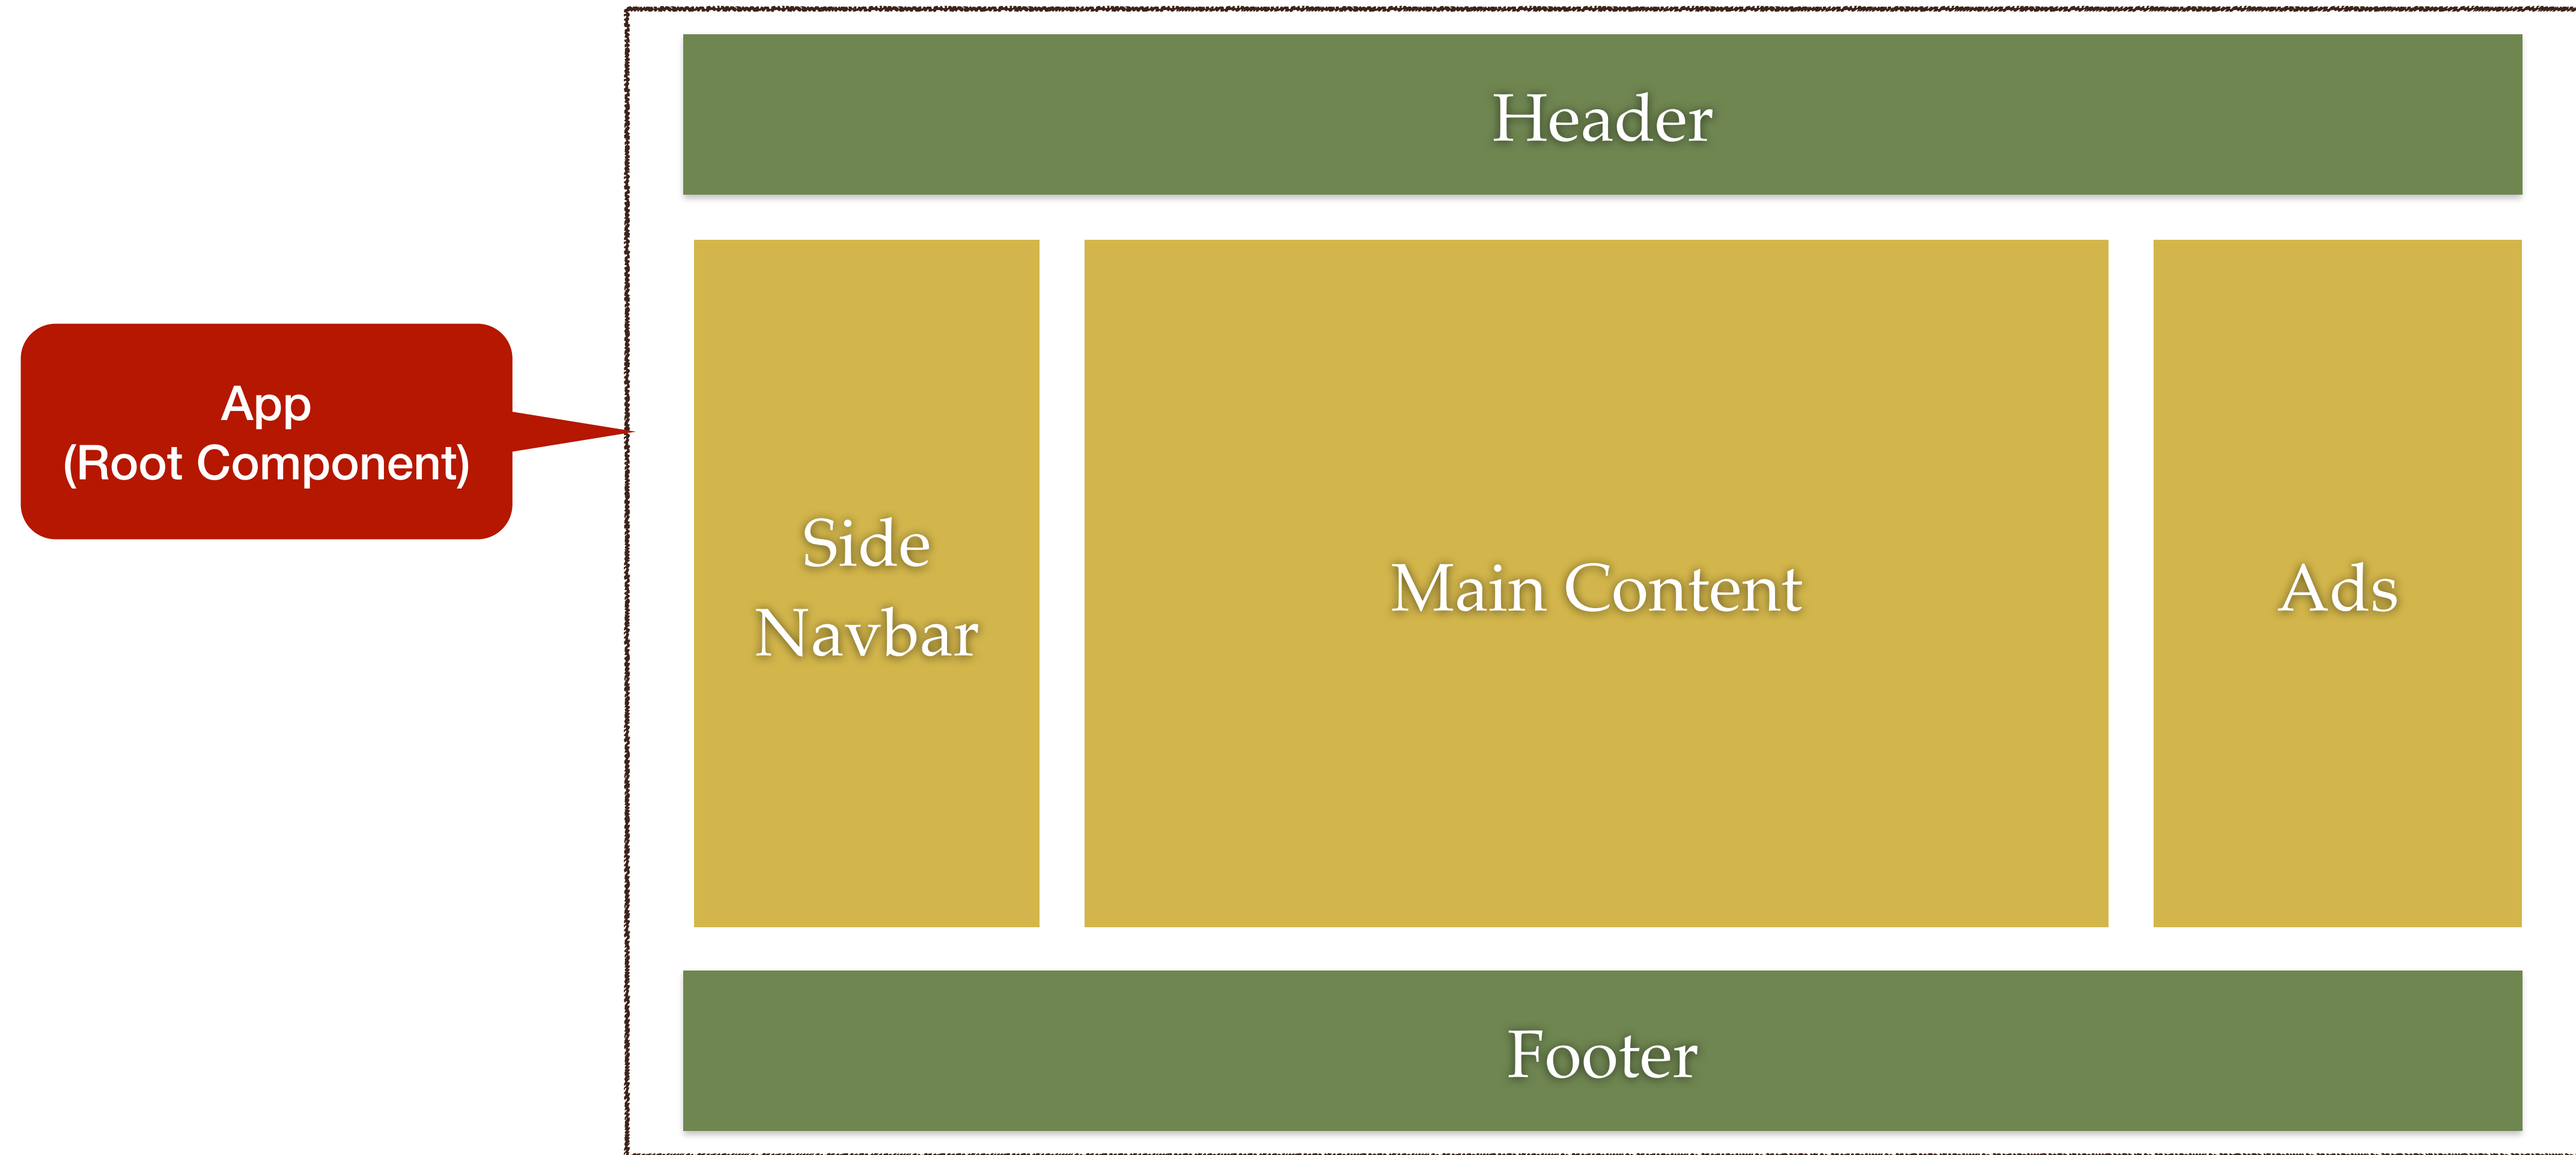 Header
App
(Root Component)
Side
Navbar
Main Content
Ads
Footer